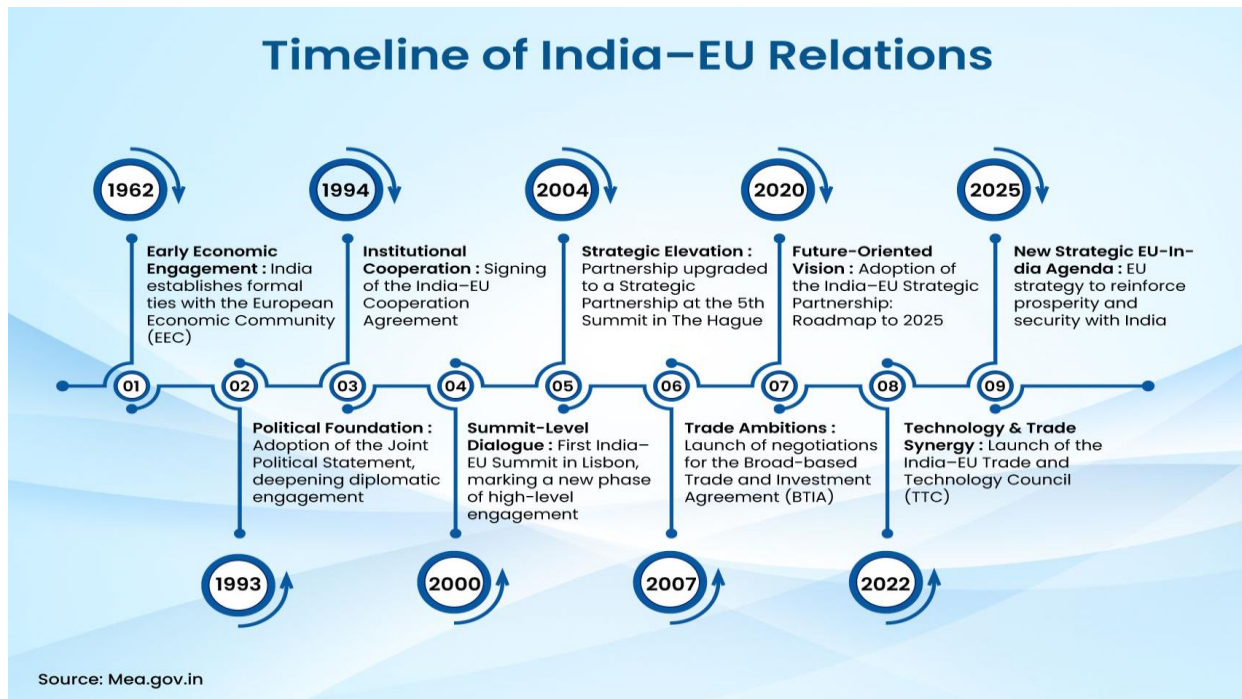 Timeline of India–EU Relations
1962
Early Economic
Engagement : India
establishes formal
ties with the European
Economic Community
(EEC)
01
1993
Political Foundation :
Adoption of the Joint
Political Statement,
deepening diplomatic
engagement
02
1994
Institutional
Cooperation : Signing
of the India–EU
Cooperation
Agreement
03
2000
Summit-Level
Dialogue : First India–
EU Summit in Lisbon,
marking a new phase
of high-level
engagement
04
2004
Strategic Elevation :
Partnership upgraded
to a Strategic
Partnership at the 5th
Summit in The Hague
05
2007
Trade Ambitions :
Launch of negotiations
for the Broad-based
Trade and Investment
Agreement (BTIA)
06
2020
Future-Oriented
Vision : Adoption of
the India–EU Strategic
Partnership:
Roadmap to 2025
07
2022
Technology & Trade
Synergy : Launch of the
India–EU Trade and
Technology Council
(TTC)
08
2025
New Strategic EU-In-
dia Agenda : EU
strategy to reinforce
prosperity and
security with India
09
Source: Mea.gov.in